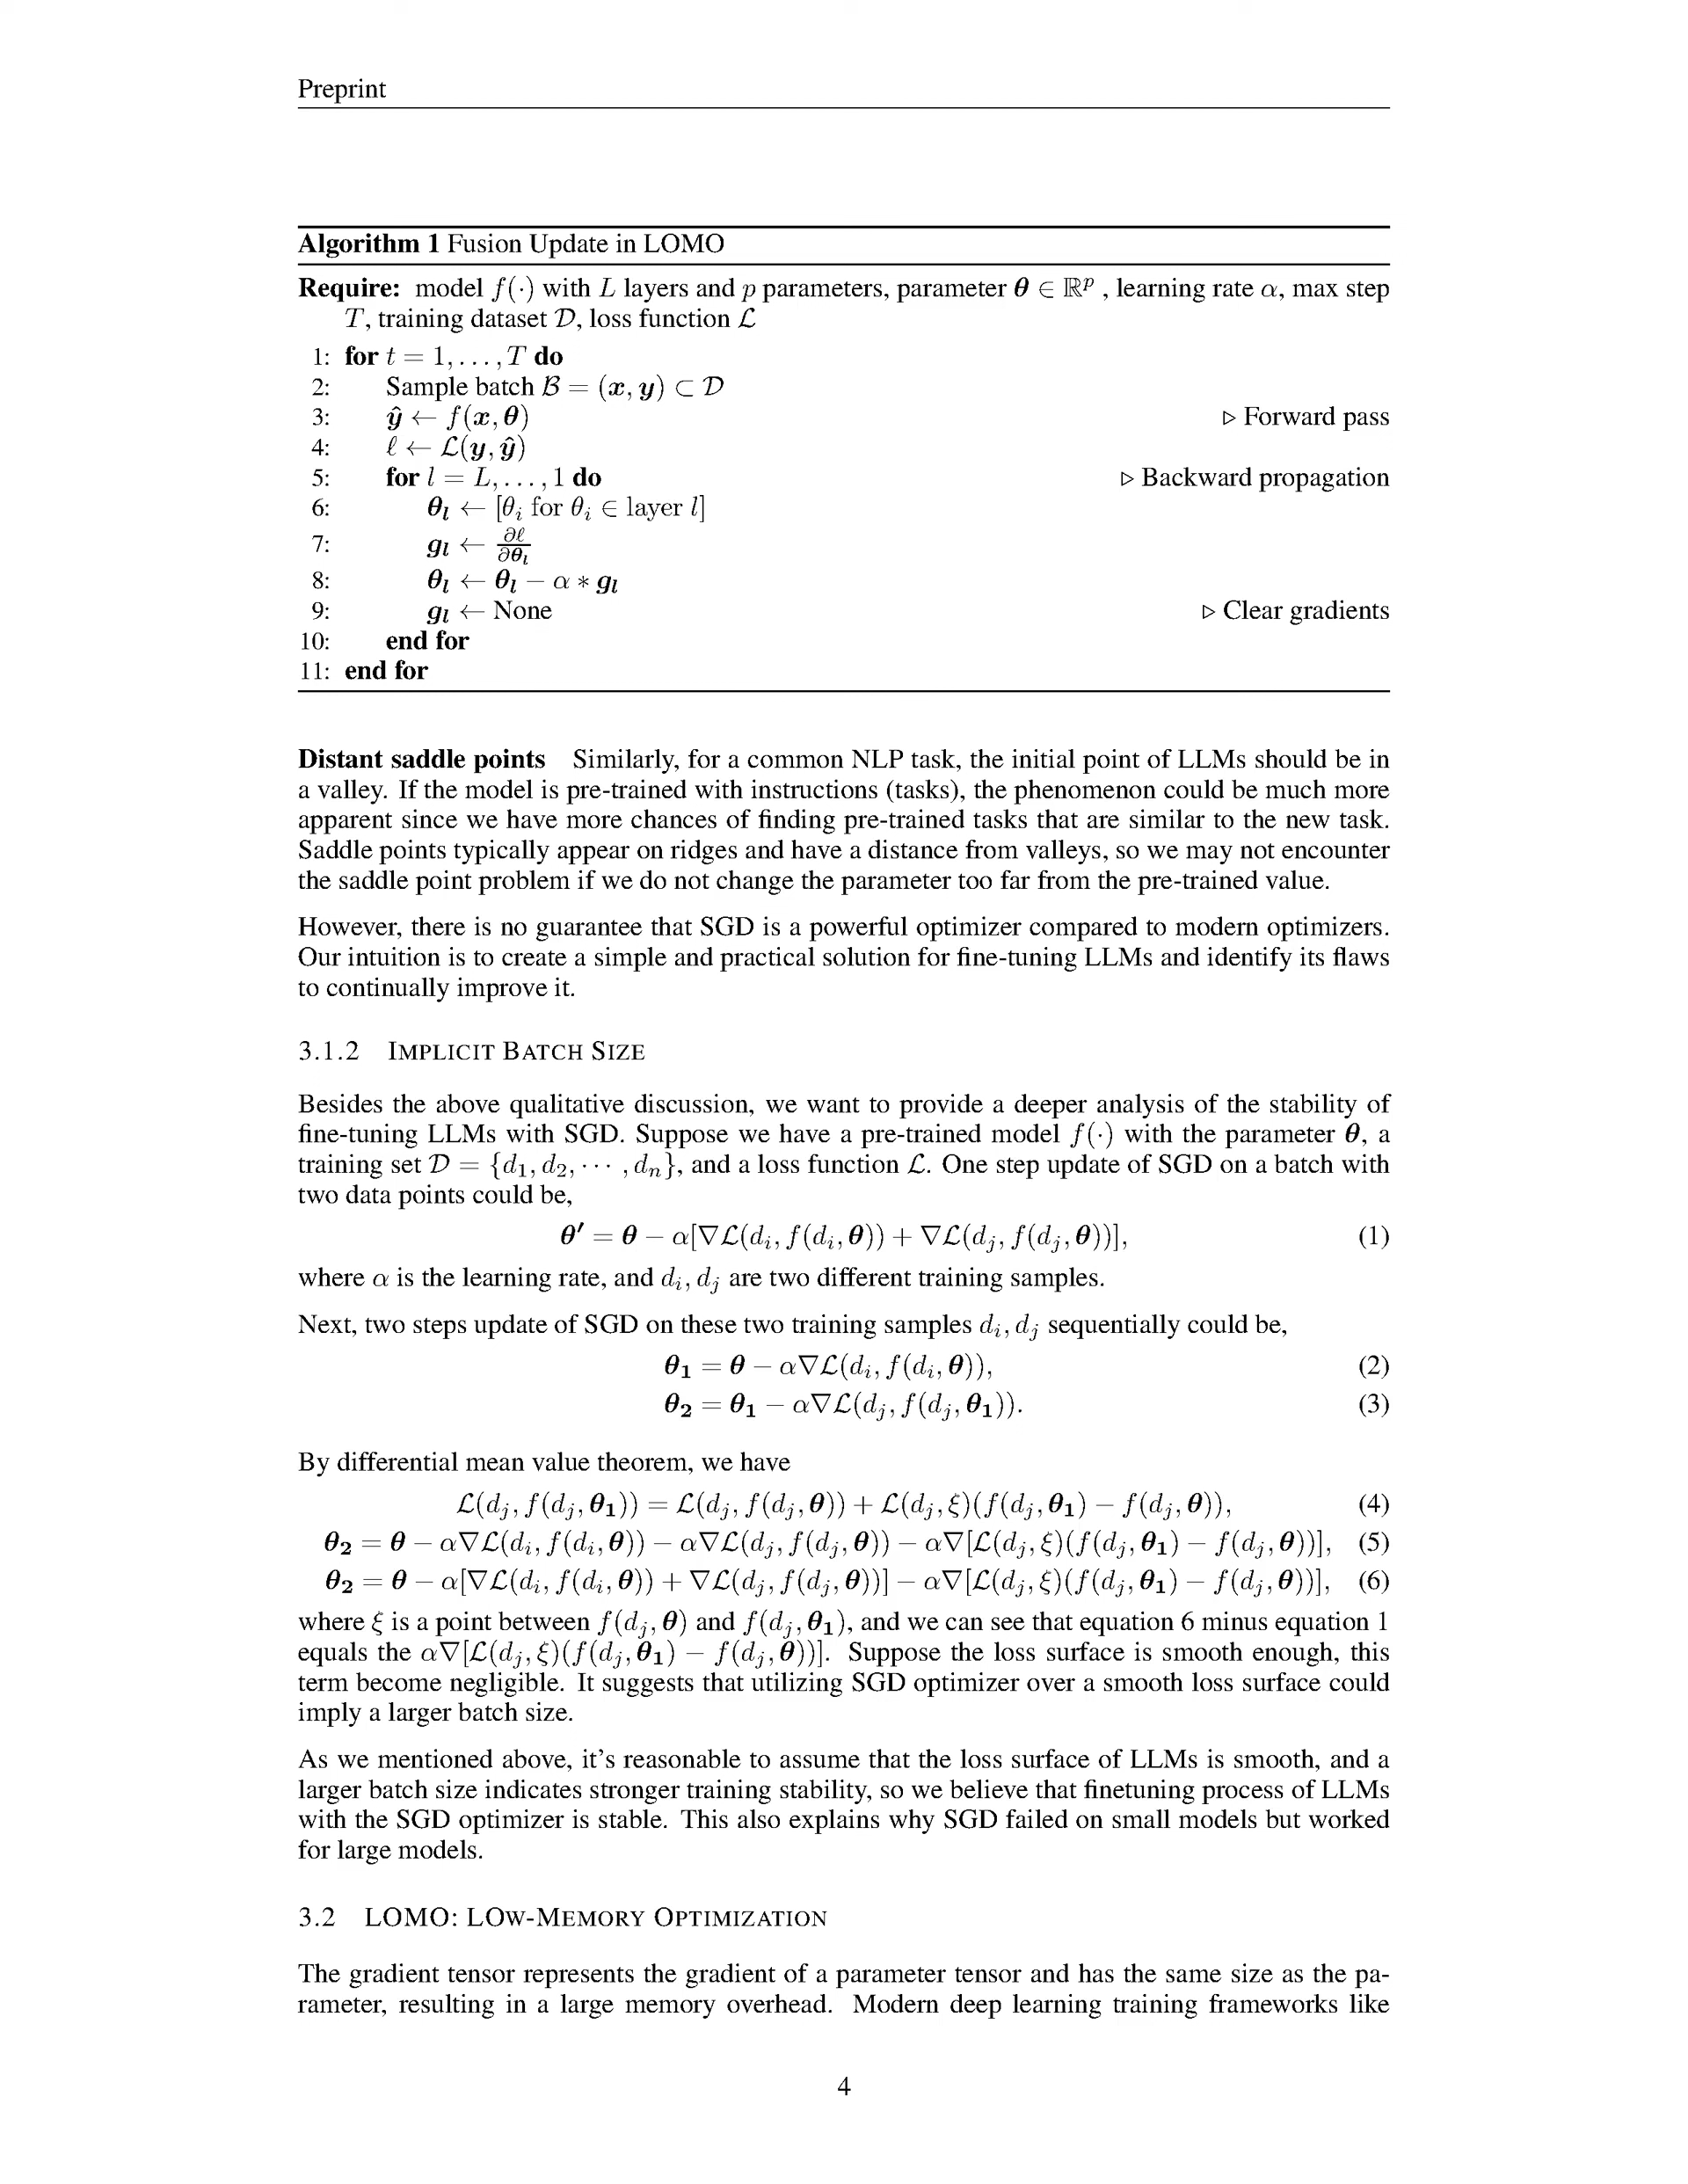 Preprint
Algorithm 1 Fusion Update in LOMO
Require: model f(·) with L layers and p parameters, parameter θ ∈ ℝᵖ , learning rate α, max step
T, training dataset 𝒟, loss function ℒ
1: for t = 1, . . . , T do
2: Sample batch ℬ = (x, y) ⊂ 𝒟
3: ŷ ← f(x, θ) ▷ Forward pass
4: ℓ ← ℒ(y, ŷ)
5: for l = L, . . . , 1 do ▷ Backward propagation
6: θ_l ← [θ_i for θ_i ∈ layer l]
7: g_l ← ∂ℓ/∂θ_l
8: θ_l ← θ_l − α ∗ g_l
9: g_l ← None ▷ Clear gradients
10: end for
11: end for
Distant saddle points Similarly, for a common NLP task, the initial point of LLMs should be in
a valley. If the model is pre-trained with instructions (tasks), the phenomenon could be much more
apparent since we have more chances of finding pre-trained tasks that are similar to the new task.
Saddle points typically appear on ridges and have a distance from valleys, so we may not encounter
the saddle point problem if we do not change the parameter too far from the pre-trained value.
However, there is no guarantee that SGD is a powerful optimizer compared to modern optimizers.
Our intuition is to create a simple and practical solution for fine-tuning LLMs and identify its flaws
to continually improve it.
3.1.2 IMPLICIT BATCH SIZE
Besides the above qualitative discussion, we want to provide a deeper analysis of the stability of
fine-tuning LLMs with SGD. Suppose we have a pre-trained model f(·) with the parameter θ, a
training set 𝒟 = {d₁, d₂, ··· , dₙ}, and a loss function ℒ. One step update of SGD on a batch with
two data points could be,
θ′ = θ − α[∇ℒ(d_i, f(d_i, θ)) + ∇ℒ(d_j, f(d_j, θ))], (1)
where α is the learning rate, and d_i, d_j are two different training samples.
Next, two steps update of SGD on these two training samples d_i, d_j sequentially could be,
θ₁ = θ − α∇ℒ(d_i, f(d_i, θ)), (2)
θ₂ = θ₁ − α∇ℒ(d_j, f(d_j, θ₁)). (3)
By differential mean value theorem, we have
ℒ(d_j, f(d_j, θ₁)) = ℒ(d_j, f(d_j, θ)) + ℒ(d_j, ξ)(f(d_j, θ₁) − f(d_j, θ)), (4)
θ₂ = θ − α∇ℒ(d_i, f(d_i, θ)) − α∇ℒ(d_j, f(d_j, θ)) − α∇[ℒ(d_j, ξ)(f(d_j, θ₁) − f(d_j, θ))], (5)
θ₂ = θ − α[∇ℒ(d_i, f(d_i, θ)) + ∇ℒ(d_j, f(d_j, θ))] − α∇[ℒ(d_j, ξ)(f(d_j, θ₁) − f(d_j, θ))], (6)
where ξ is a point between f(d_j, θ) and f(d_j, θ₁), and we can see that equation 6 minus equation 1
equals the α∇[ℒ(d_j, ξ)(f(d_j, θ₁) − f(d_j, θ))]. Suppose the loss surface is smooth enough, this
term become negligible. It suggests that utilizing SGD optimizer over a smooth loss surface could
imply a larger batch size.
As we mentioned above, it's reasonable to assume that the loss surface of LLMs is smooth, and a
larger batch size indicates stronger training stability, so we believe that finetuning process of LLMs
with the SGD optimizer is stable. This also explains why SGD failed on small models but worked
for large models.
3.2 LOMO: LOW-MEMORY OPTIMIZATION
The gradient tensor represents the gradient of a parameter tensor and has the same size as the pa-
rameter, resulting in a large memory overhead. Modern deep learning training frameworks like
4